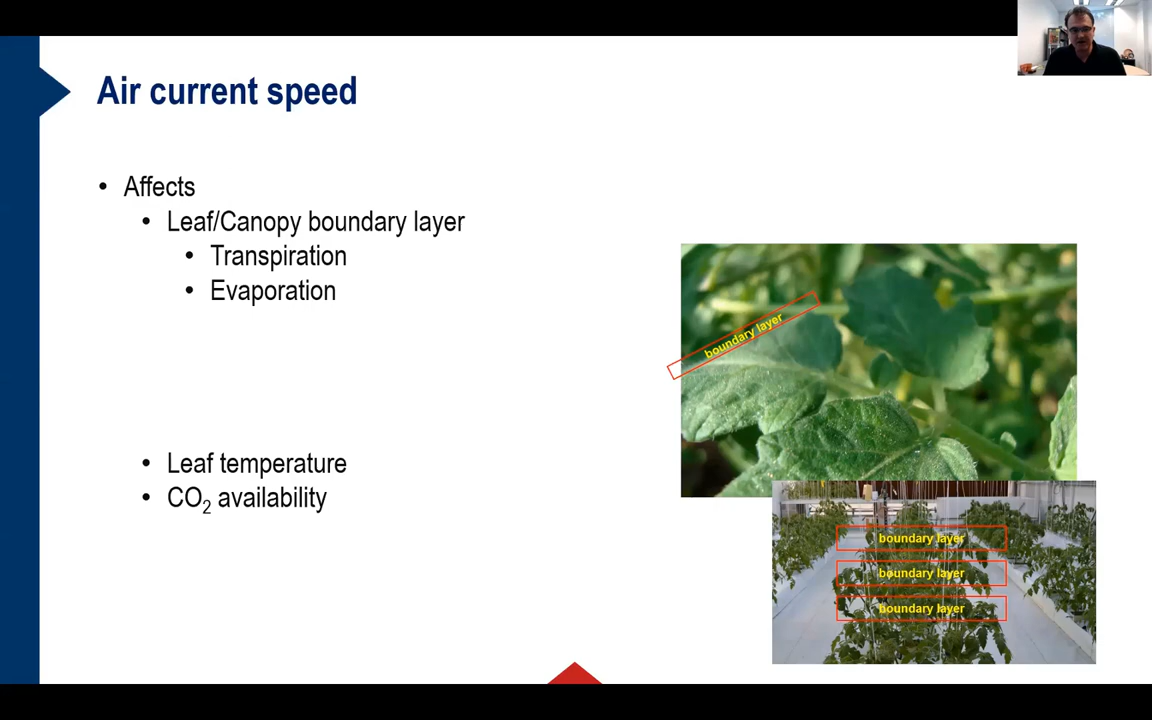 Air current speed
• Affects
• Leaf/Canopy boundary layer
• Transpiration
• Evaporation
• Leaf temperature
• CO₂ availability
boundary layer
boundary layer
boundary layer
boundary layer